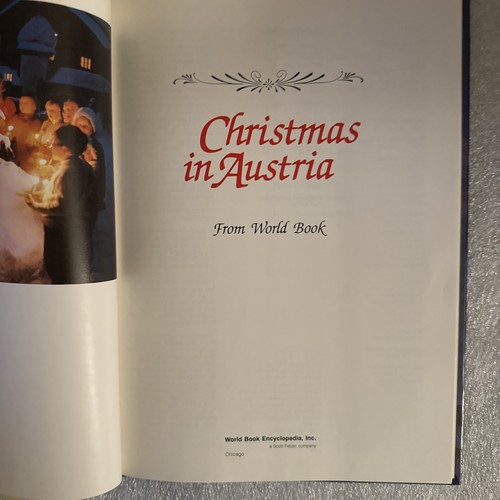 Christmas
in Austria
From World Book
World Book Encyclopedia, Inc.
a Scott Fetzer company
Chicago